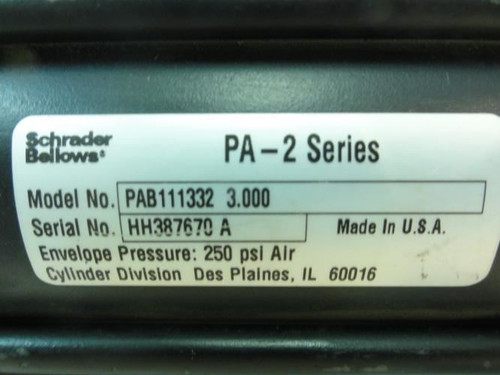 Schrader
Bellows® PA-2 Series
Model No. PAB111332 3.000
Serial No. HH387670 A Made In U.S.A.
Envelope Pressure: 250 psi Air
Cylinder Division Des Plaines, IL 60016